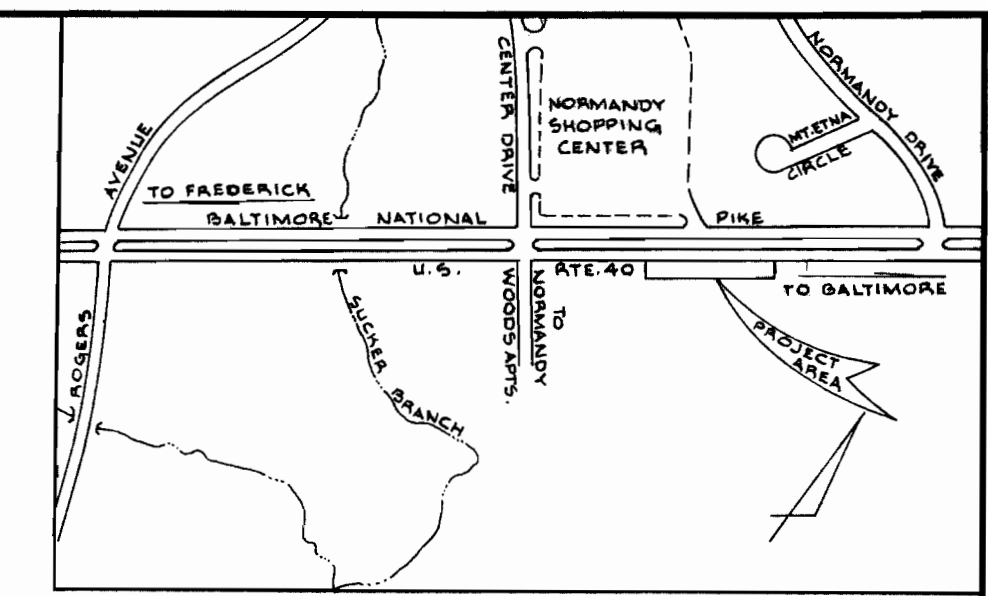 CENTER DRIVE
NORMANDY
SHOPPING
CENTER
NORMANDY DRIVE
MT. ETNA
CIRCLE
AVENUE
TO FREDERICK
BALTIMORE NATIONAL PIKE
U.S. RTE. 40
TO BALTIMORE
TO
NORMANDY
WOODS APTS.
ROGERS
SUCKER BRANCH
PROJECT
AREA